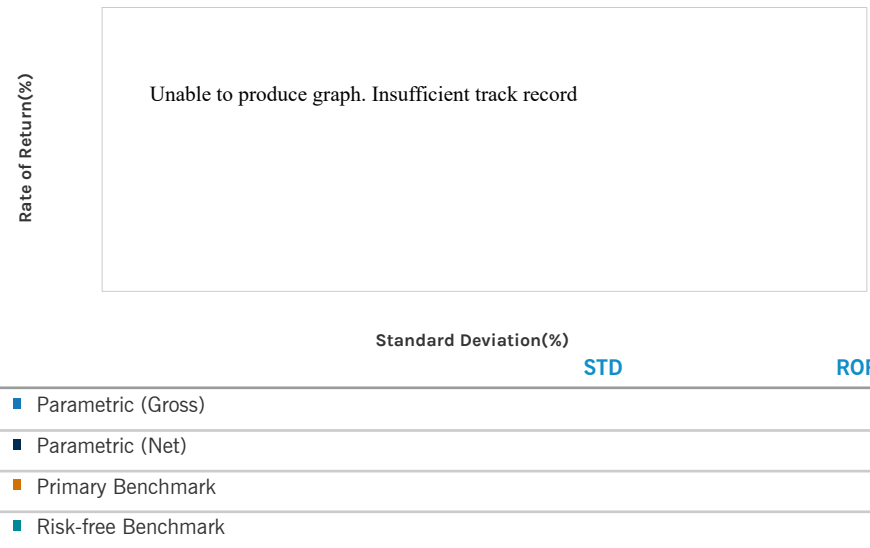 Rate of Return(%)
Unable to produce graph. Insufficient track record
Standard Deviation(%)
STD ROR
Parametric (Gross)
Parametric (Net)
Primary Benchmark
Risk-free Benchmark